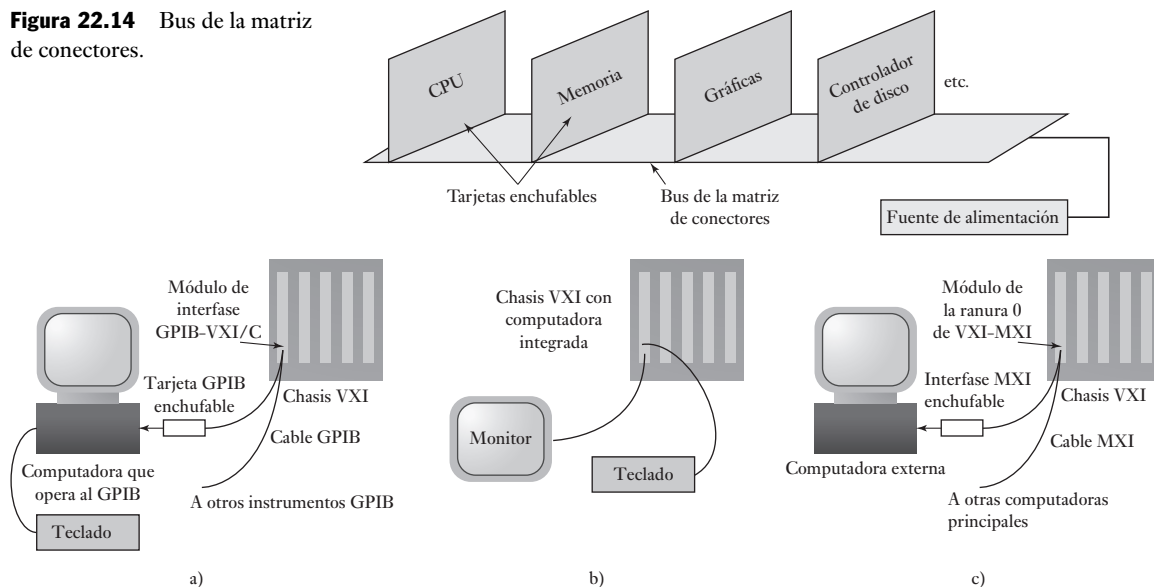 Figura 22.14 Bus de la matriz
de conectores.
CPU
Memoria
Gráficas
Controlador
de disco
etc.
Tarjetas enchufables
Bus de la matriz
de conectores
Fuente de alimentación
Módulo de
interfase
GPIB-VXI/C
Tarjeta GPIB
enchufable
Chasis VXI
Cable GPIB
Computadora que
opera al GPIB
A otros instrumentos GPIB
Teclado
a)
Chasis VXI con
computadora
integrada
Monitor
Teclado
b)
Módulo de
la ranura 0
de VXI-MXI
Interfase MXI
enchufable
Chasis VXI
Cable MXI
Computadora externa
A otras computadoras
principales
c)